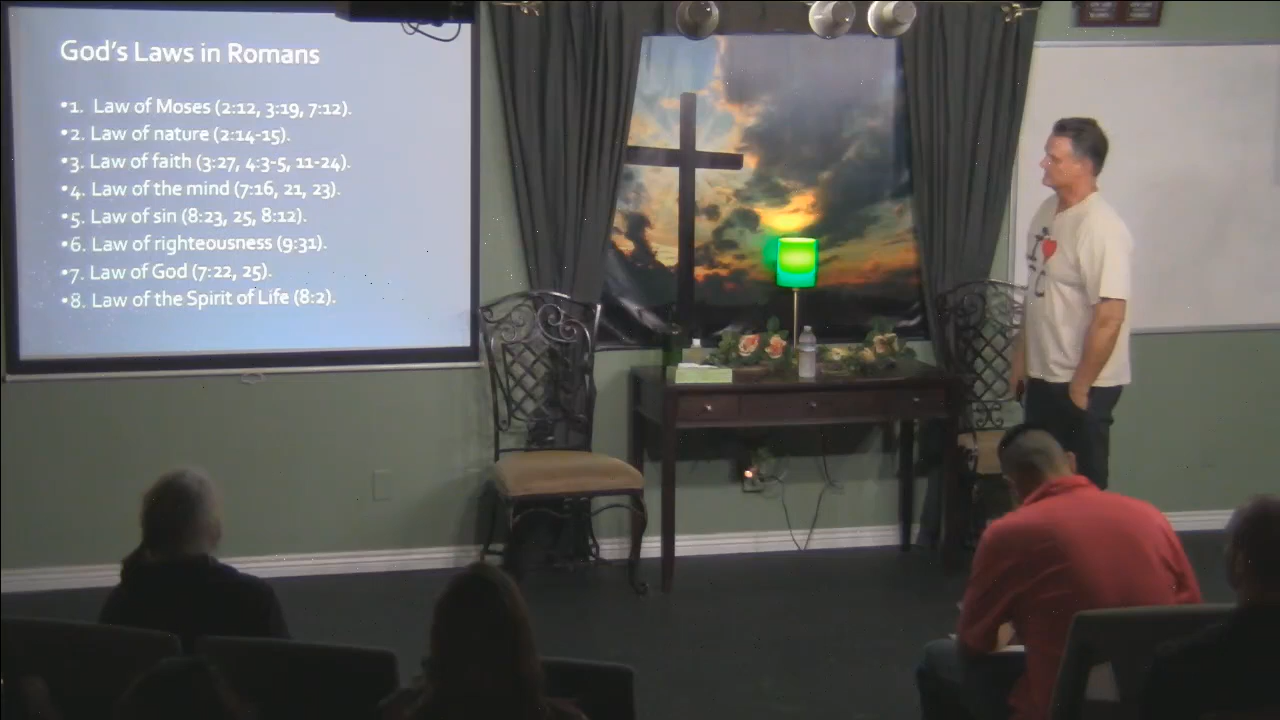 God's Laws in Romans
•1. Law of Moses (2:12, 3:19, 7:12).
•2. Law of nature (2:14-15).
•3. Law of faith (3:27, 4:3-5, 11-24).
•4. Law of the mind (7:16, 21, 23).
•5. Law of sin (8:23, 25, 8:12).
•6. Law of righteousness (9:31).
•7. Law of God (7:22, 25).
•8. Law of the Spirit of Life (8:2).
I